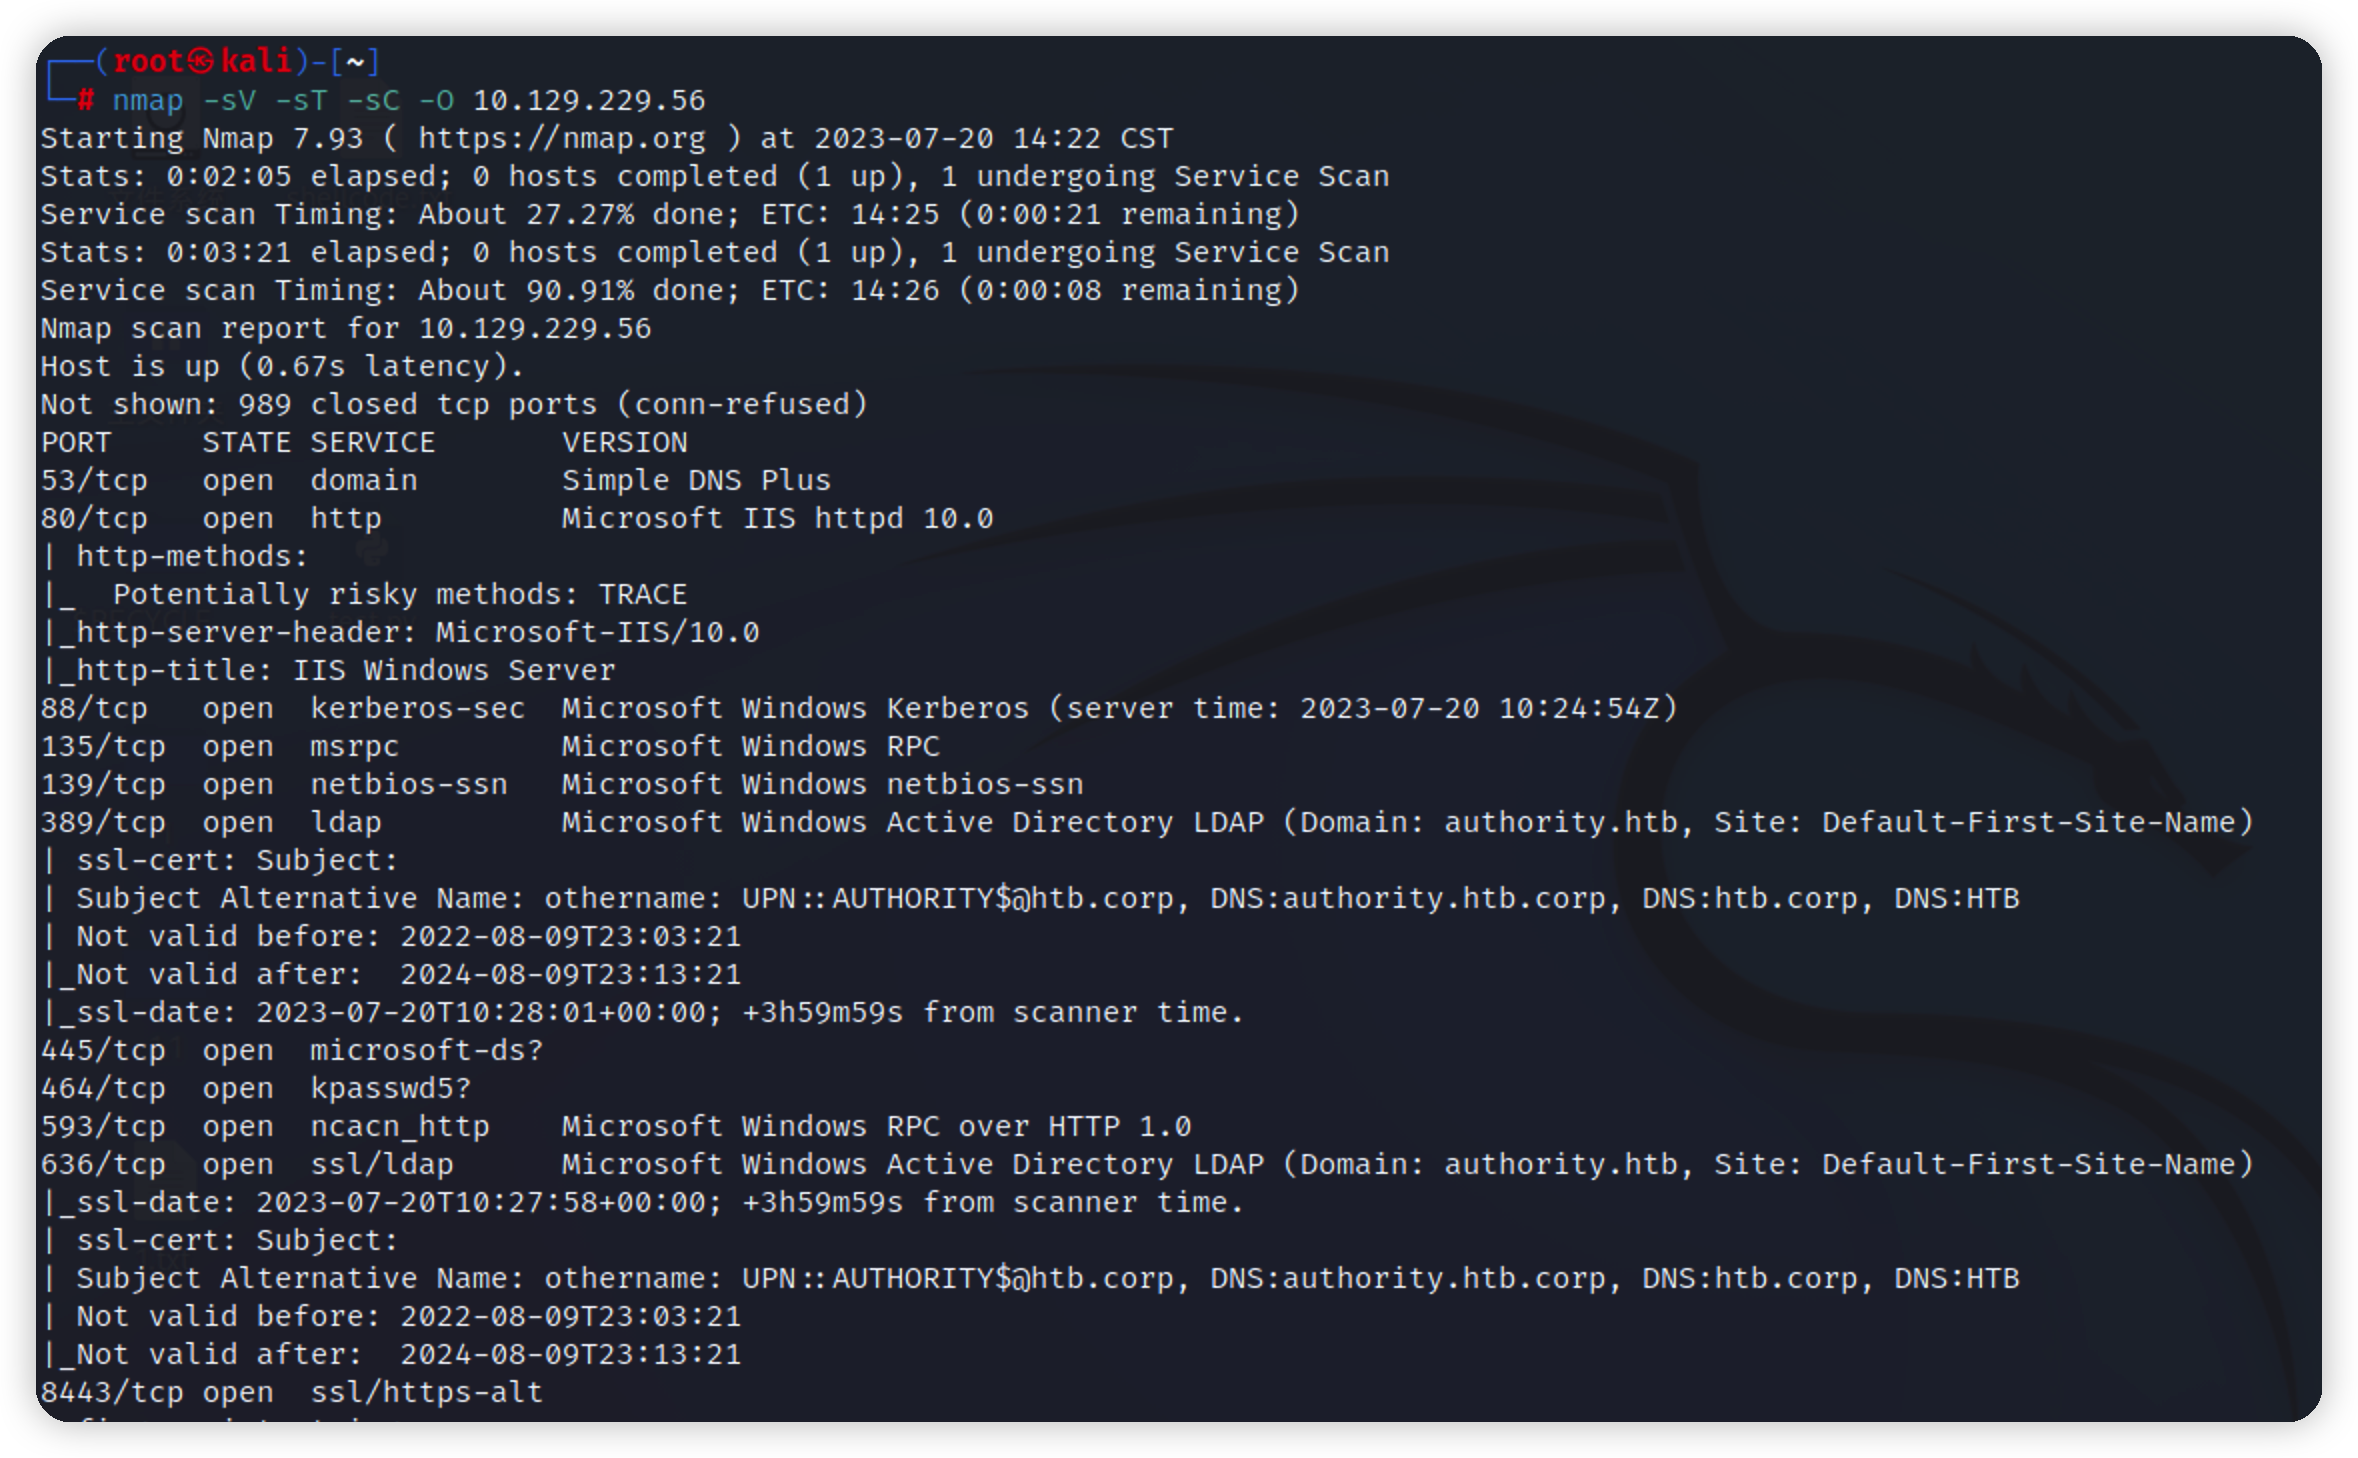 (root㉿kali)-[~]
# nmap -sV -sT -sC -O 10.129.229.56
Starting Nmap 7.93 ( https://nmap.org ) at 2023-07-20 14:22 CST
Stats: 0:02:05 elapsed; 0 hosts completed (1 up), 1 undergoing Service Scan
Service scan Timing: About 27.27% done; ETC: 14:25 (0:00:21 remaining)
Stats: 0:03:21 elapsed; 0 hosts completed (1 up), 1 undergoing Service Scan
Service scan Timing: About 90.91% done; ETC: 14:26 (0:00:08 remaining)
Nmap scan report for 10.129.229.56
Host is up (0.67s latency).
Not shown: 989 closed tcp ports (conn-refused)
PORT     STATE SERVICE       VERSION
53/tcp   open  domain        Simple DNS Plus
80/tcp   open  http          Microsoft IIS httpd 10.0
| http-methods:
|_  Potentially risky methods: TRACE
|_http-server-header: Microsoft-IIS/10.0
|_http-title: IIS Windows Server
88/tcp   open  kerberos-sec  Microsoft Windows Kerberos (server time: 2023-07-20 10:24:54Z)
135/tcp  open  msrpc         Microsoft Windows RPC
139/tcp  open  netbios-ssn   Microsoft Windows netbios-ssn
389/tcp  open  ldap          Microsoft Windows Active Directory LDAP (Domain: authority.htb, Site: Default-First-Site-Name)
| ssl-cert: Subject:
| Subject Alternative Name: othername: UPN::AUTHORITY$@htb.corp, DNS:authority.htb.corp, DNS:htb.corp, DNS:HTB
| Not valid before: 2022-08-09T23:03:21
|_Not valid after:  2024-08-09T23:13:21
|_ssl-date: 2023-07-20T10:28:01+00:00; +3h59m59s from scanner time.
445/tcp  open  microsoft-ds?
464/tcp  open  kpasswd5?
593/tcp  open  ncacn_http    Microsoft Windows RPC over HTTP 1.0
636/tcp  open  ssl/ldap      Microsoft Windows Active Directory LDAP (Domain: authority.htb, Site: Default-First-Site-Name)
|_ssl-date: 2023-07-20T10:27:58+00:00; +3h59m59s from scanner time.
| ssl-cert: Subject:
| Subject Alternative Name: othername: UPN::AUTHORITY$@htb.corp, DNS:authority.htb.corp, DNS:htb.corp, DNS:HTB
| Not valid before: 2022-08-09T23:03:21
|_Not valid after:  2024-08-09T23:13:21
8443/tcp open  ssl/https-alt